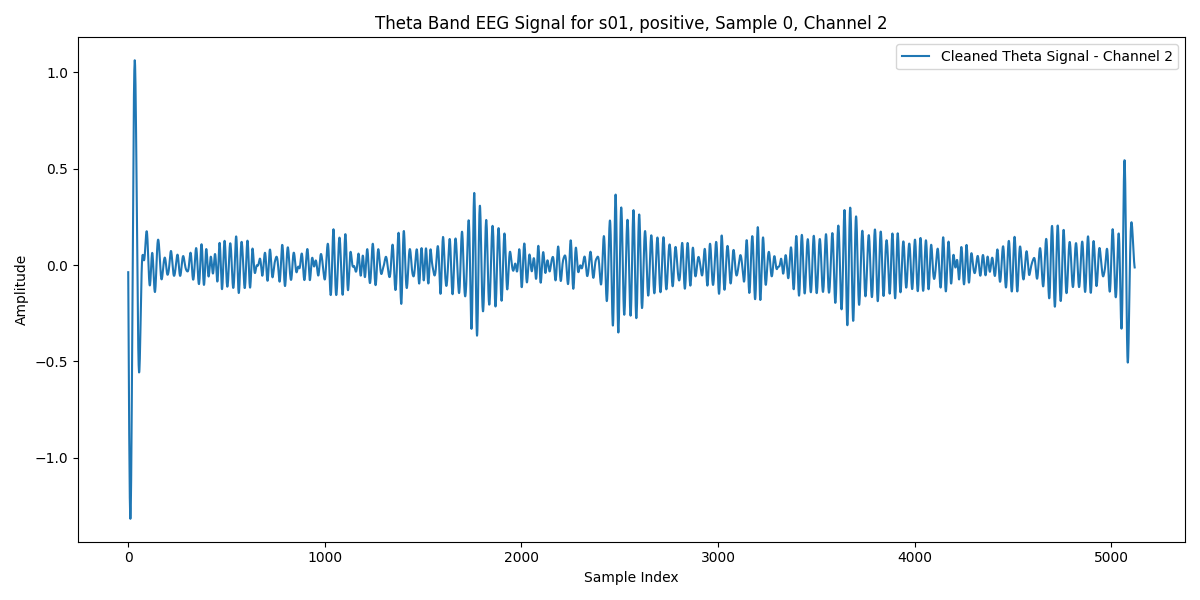 Theta Band EEG Signal for s01, positive, Sample 0, Channel 2
Cleaned Theta Signal - Channel 2
1.0
0.5
0.0
−0.5
−1.0
Amplitude
0 1000 2000 3000 4000 5000
Sample Index